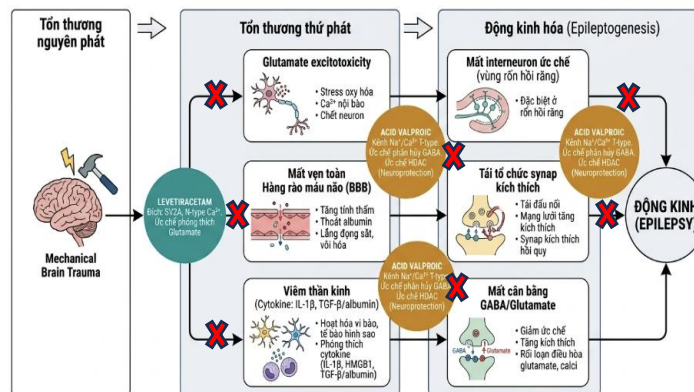 Tổn thương
nguyên phát
Mechanical
Brain Trauma
LEVETIRACETAM
Đích: SV2A, N-type Ca²⁺.
Ức chế phóng thích
Glutamate
Tổn thương thứ phát
Glutamate excitotoxicity
• Stress oxy hóa
• Ca²⁺ nội bào
• Chết neuron
Mất vẹn toàn
Hàng rào máu não (BBB)
• Tăng tính thấm
• Thoát albumin
• Lắng đọng sắt,
vôi hóa
Viêm thần kinh
(Cytokine: IL-1β, TGF-β/albumin)
• Hoạt hóa vi bào,
tế bào hình sao
• Phóng thích
cytokine
(IL-1β, HMGB1,
TGF-β/albumin)
ACID VALPROIC
Kênh Na⁺/Ca²⁺ T-type.
Ức chế phân hủy GABA.
Ức chế HDAC
(Neuroprotection)
ACID VALPROIC
Kênh Na⁺/Ca²⁺ T-type.
Ức chế phân hủy GABA.
Ức chế HDAC
(Neuroprotection)
Động kinh hóa (Epileptogenesis)
Mất interneuron ức chế
(vùng rốn hồi răng)
• Đặc biệt ở
rốn hồi răng
Tái tổ chức synap
kích thích
• Tái đấu nối
• Mạng lưới tăng
kích thích
• Synap kích thích
hồi quy
Mất cân bằng
GABA/Glutamate
GABA
Glutamate
• Giảm ức chế
• Tăng kích thích
• Rối loạn điều hòa
glutamate, calci
ACID VALPROIC
Kênh Na⁺/Ca²⁺ T-type.
Ức chế phân hủy GABA.
Ức chế HDAC
(Neuroprotection)
ĐỘNG KINH
(EPILEPSY)